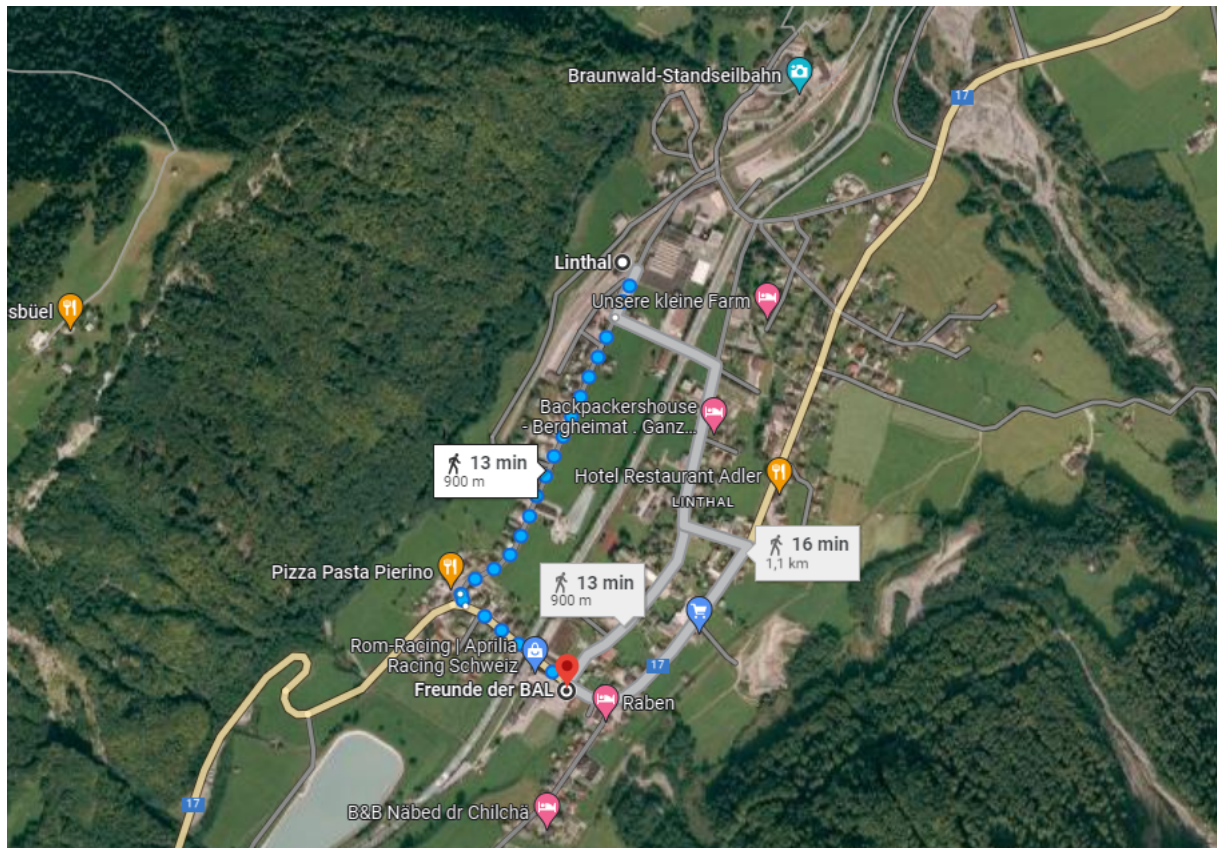 Braunwald-Standseilbahn
17
Linthal
Unsere kleine Farm
sbüel
Backpackershouse
- Bergheimat . Ganz...
13 min
900 m
Hotel Restaurant Adler
LINTHAL
16 min
1,1 km
Pizza Pasta Pierino
13 min
900 m
Rom-Racing | Aprilia
Racing Schweiz
17
Freunde der BAL
Raben
17
B&B Näbed dr Chilchä